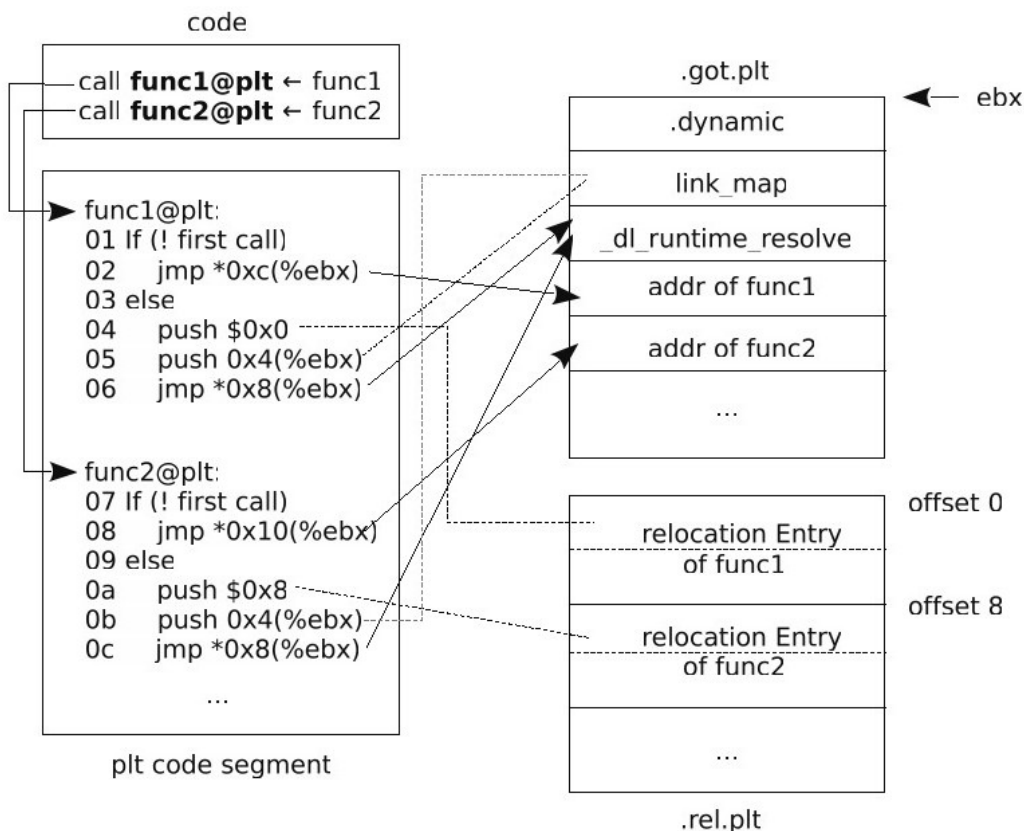 code
call func1@plt ← func1
call func2@plt ← func2
func1@plt:
01 If (! first call)
02 jmp *0xc(%ebx)
03 else
04 push $0x0
05 push 0x4(%ebx)
06 jmp *0x8(%ebx)
func2@plt:
07 If (! first call)
08 jmp *0x10(%ebx)
09 else
0a push $0x8
0b push 0x4(%ebx)
0c jmp *0x8(%ebx)
...
plt code segment
.got.plt
ebx
.dynamic
link_map
_dl_runtime_resolve
addr of func1
addr of func2
...
offset 0
relocation Entry
of func1
offset 8
relocation Entry
of func2
...
.rel.plt